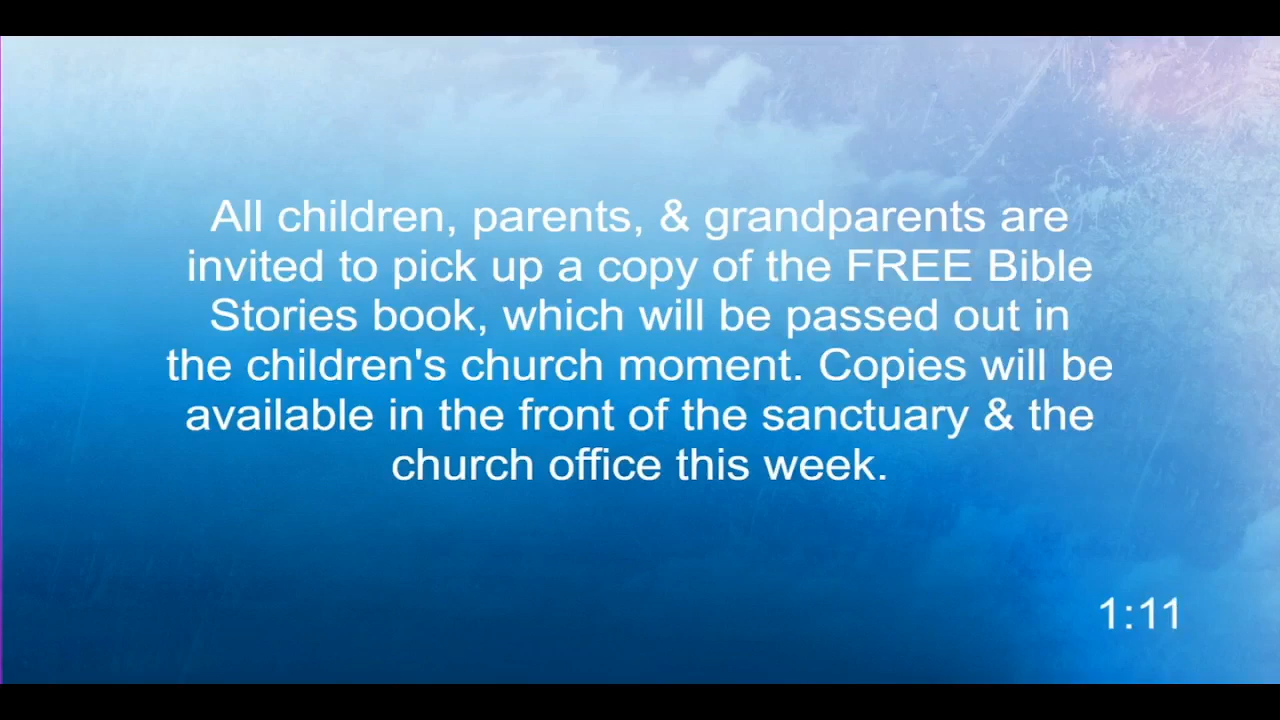 All children, parents, & grandparents are
invited to pick up a copy of the FREE Bible
Stories book, which will be passed out in
the children's church moment. Copies will be
available in the front of the sanctuary & the
church office this week.
1:11